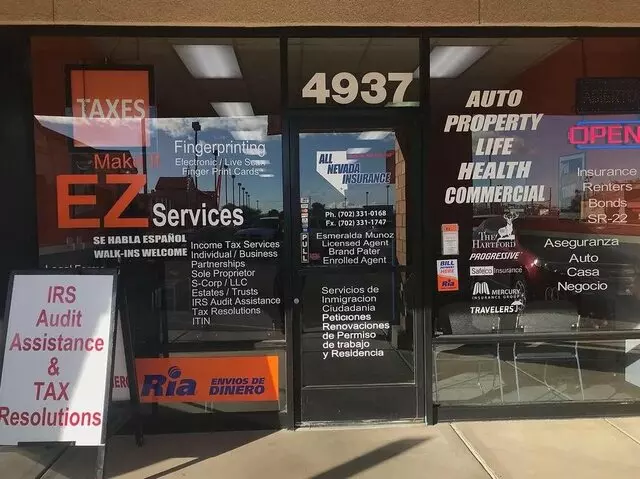 TAXES
Make it
EZ Services
Fingerprinting
Electronic / Live Scan
Finger Print Cards
SE HABLA ESPAÑOL
WALK-INS WELCOME
Income Tax Services
Individual / Business
Partnerships
Sole Proprietor
S-Corp / LLC
Estates / Trusts
IRS Audit Assistance
Tax Resolutions
ITIN
IRS
Audit
Assistance
&
TAX
Resolutions
Ria ENVIOS DE
DINERO
4937
ALL
NEVADA
INSURANCE
Ph. (702) 331-0168
Fx. (702) 331-1747
Esmeralda Munoz
Licensed Agent
Brand Pater
Enrolled Agent
PULL
Servicios de
Inmigracion
Ciudadania
Peticiones
Renovaciones
de Permiso
de trabajo
y Residencia
AUTO
PROPERTY
LIFE
HEALTH
COMMERCIAL
OPEN
Insurance
Renters
Bonds
SR-22
THE
HARTFORD
PROGRESSIVE
Safeco Insurance
MERCURY
INSURANCE GROUP
TRAVELERS
BILL
Ria
Aseguranza
Auto
Casa
Negocio